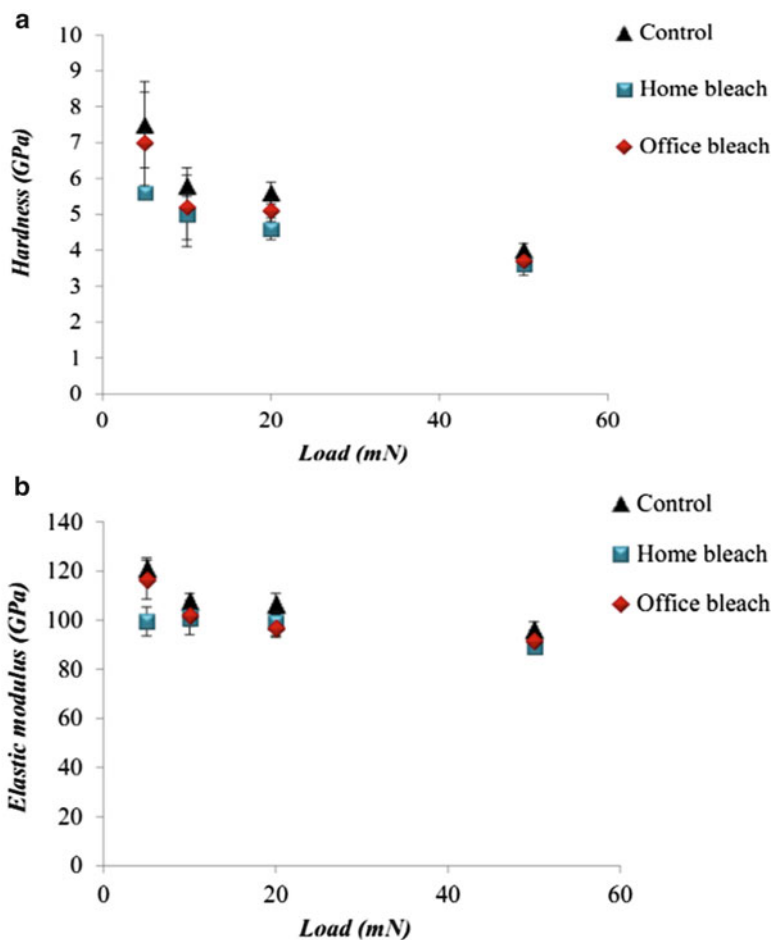 a
Hardness (GPa)
10
9
8
7
6
5
4
3
2
1
0
0 20 40 60
Load (mN)
Control
Home bleach
Office bleach
b
Elastic modulus (GPa)
140
120
100
80
60
40
20
0
0 20 40 60
Load (mN)
Control
Home bleach
Office bleach